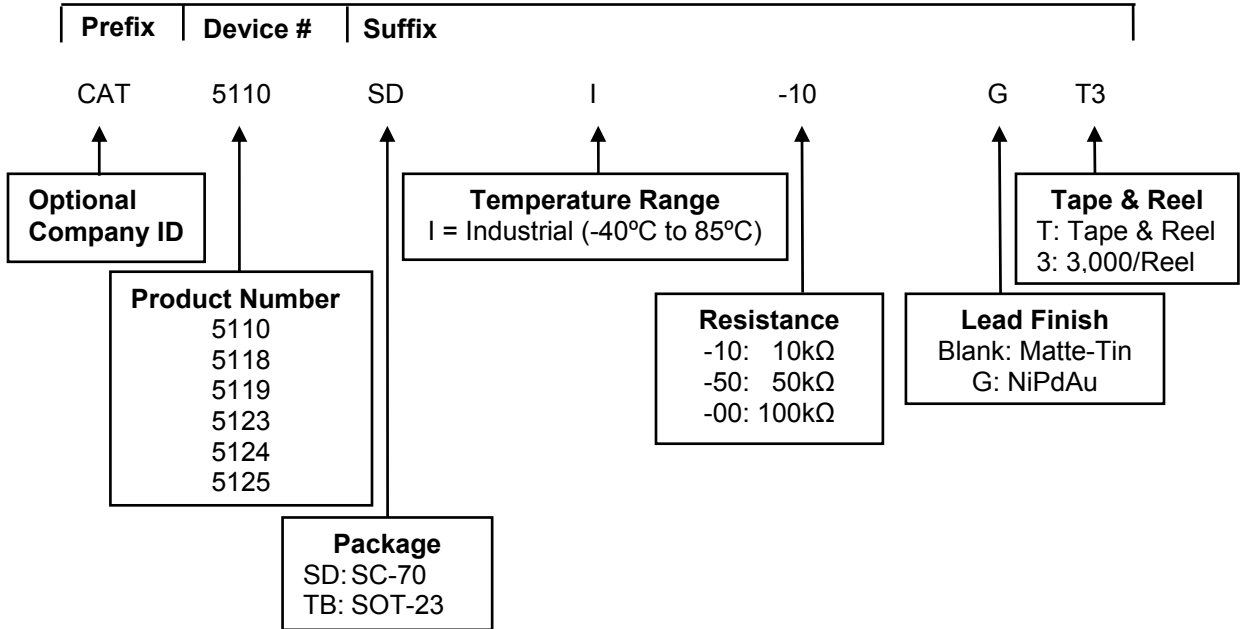 Prefix Device # Suffix
CAT 5110 SD I -10 G T3
Optional
Company ID
Product Number
5110
5118
5119
5123
5124
5125
Package
SD: SC-70
TB: SOT-23
Temperature Range
I = Industrial (-40ºC to 85ºC)
Resistance
-10: 10kΩ
-50: 50kΩ
-00: 100kΩ
Lead Finish
Blank: Matte-Tin
G: NiPdAu
Tape & Reel
T: Tape & Reel
3: 3,000/Reel